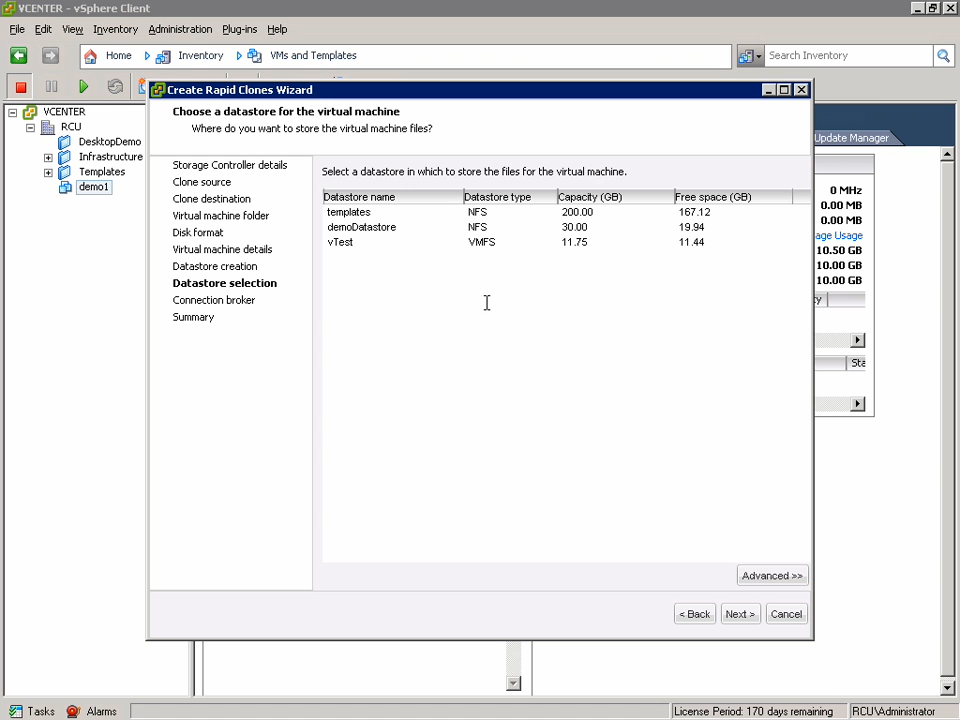 VCENTER - vSphere Client
File Edit View Inventory Administration Plug-ins Help
Home Inventory VMs and Templates Search Inventory
VCENTER
RCU
DesktopDemo
Infrastructure
Templates
demo1
Create Rapid Clones Wizard
Choose a datastore for the virtual machine
Where do you want to store the virtual machine files?
Storage Controller details
Clone source
Clone destination
Virtual machine folder
Disk format
Virtual machine details
Datastore creation
Datastore selection
Connection broker
Summary
Select a datastore in which to store the files for the virtual machine.
Datastore name Datastore type Capacity (GB) Free space (GB)
templates NFS 200.00 167.12
demoDatastore NFS 30.00 19.94
vTest VMFS 11.75 11.44
Advanced >>
< Back Next > Cancel
Update Manager
0 MHz
0.00 MB
0.00 MB
age Usage
10.50 GB
10.00 GB
10.00 GB
ty
Sta
Tasks Alarms License Period: 170 days remaining RCU\Administrator